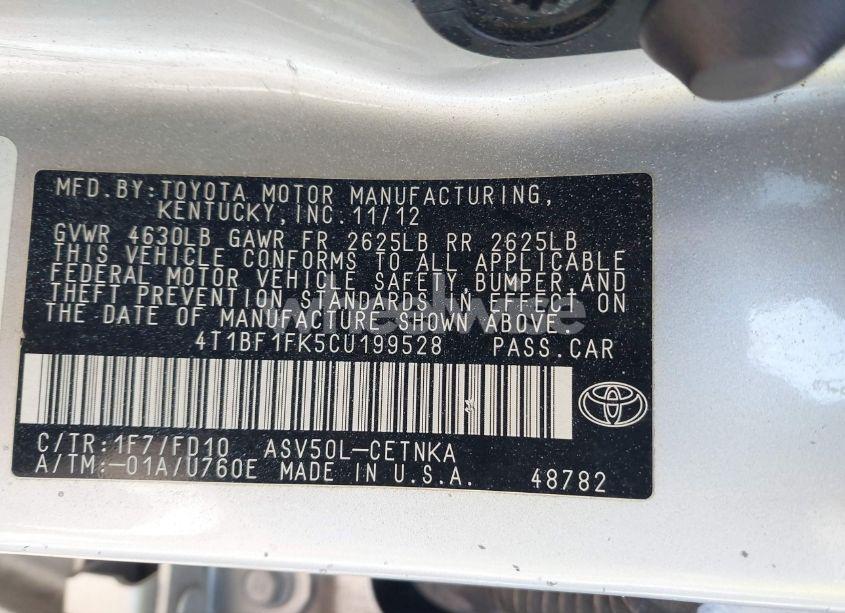 MFD.BY:TOYOTA MOTOR MANUFACTURING,
KENTUCKY,INC.11/12
GVWR 4630LB GAWR FR 2625LB RR 2625LB
THIS VEHICLE CONFORMS TO ALL APPLICABLE
FEDERAL MOTOR VEHICLE SAFETY,BUMPER,AND
THEFT PREVENTION STANDARDS IN EFFECT ON
THE DATE OF MANUFACTURE SHOWN ABOVE.
4T1BF1FK5CU199528 PASS.CAR
C/TR:1F7/FD10 ASV50L-CETNKA
A/TM:-01A/U760E MADE IN U.S.A. 48782